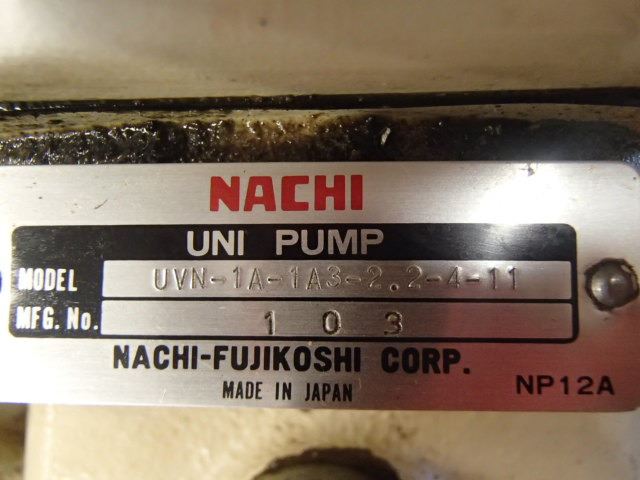 NACHI
UNI PUMP
MODEL UVN-1A-1A3-2.2-4-11
MFG. No. 1 0 3
NACHI-FUJIKOSHI CORP.
MADE IN JAPAN
NP12A